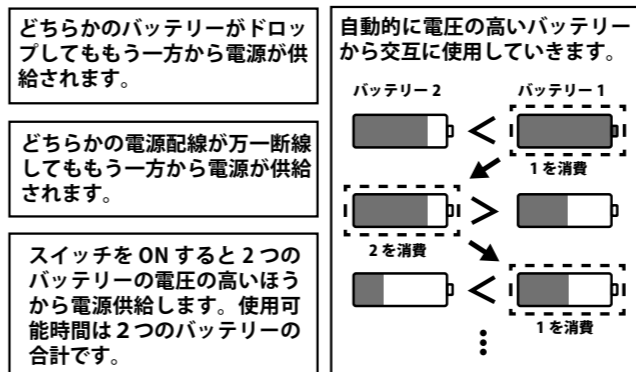 どちらかのバッテリーがドロッ
プしてももう一方から電源が供
給されます。
どちらかの電源配線が万一断線
してももう一方から電源が供給
されます。
スイッチを ON すると 2 つの
バッテリーの電圧の高いほう
から電源供給します。使用可
能時間は2つのバッテリーの
合計です。
自動的に電圧の高いバッテリー
から交互に使用していきます。
バッテリー 2 バッテリー 1
<
1 を消費
>
2 を消費
<
1 を消費